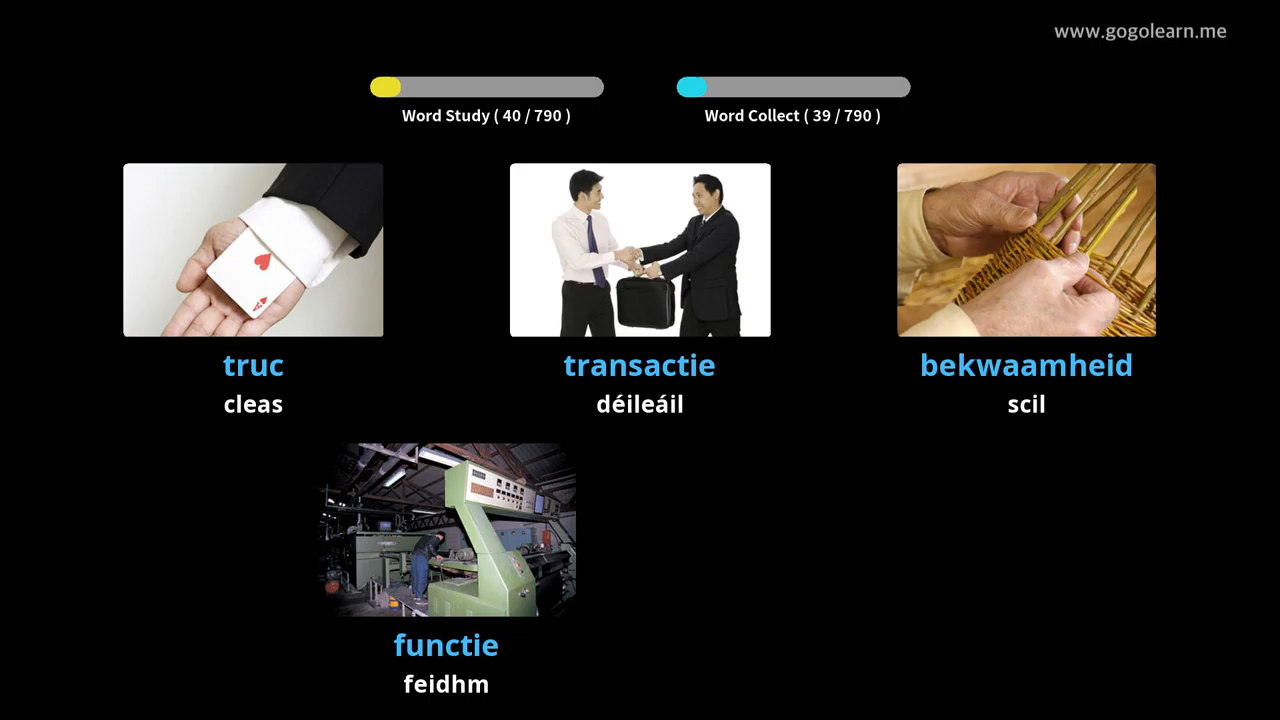 www.gogolearn.me
Word Study ( 40 / 790 )
Word Collect ( 39 / 790 )
truc
cleas
transactie
déileáil
bekwaamheid
scil
functie
feidhm